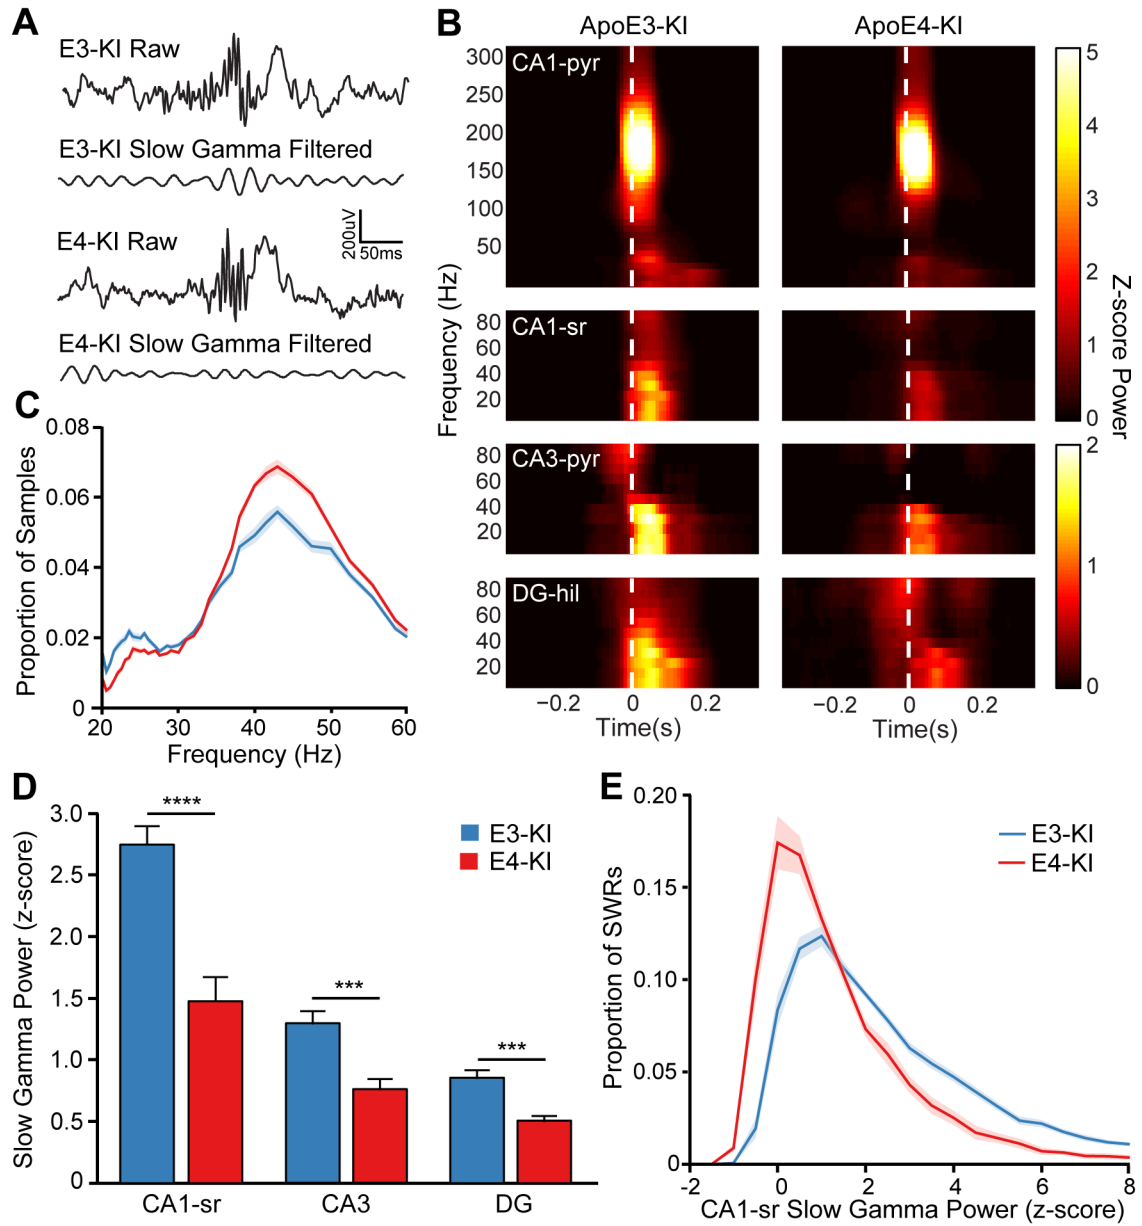 A
E3-KI Raw
E3-KI Slow Gamma Filtered
E4-KI Raw
200uV
50ms
E4-KI Slow Gamma Filtered
B
ApoE3-KI
ApoE4-KI
CA1-pyr
300
250
200
150
100
50
CA1-sr
80
60
40
20
CA3-pyr
80
60
40
20
DG-hil
80
60
40
20
Frequency (Hz)
−0.2
0
0.2
Time(s)
−0.2
0
0.2
Time(s)
5
4
3
2
1
0
2
1
0
Z-score Power
C
0.08
0.06
0.04
0.02
0
Proportion of Samples
20
30
40
50
60
Frequency (Hz)
D
3.0
2.5
2.0
1.5
1.0
0.5
0
Slow Gamma Power (z-score)
****
***
***
E3-KI
E4-KI
CA1-sr
CA3
DG
E
0.20
0.15
0.10
0.05
0
Proportion of SWRs
E3-KI
E4-KI
-2
0
2
4
6
8
CA1-sr Slow Gamma Power (z-score)